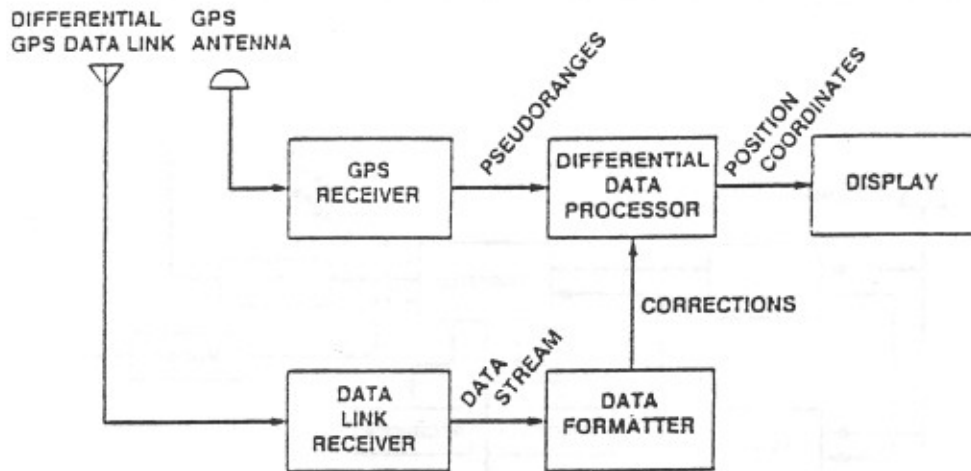 DIFFERENTIAL
GPS DATA LINK
GPS
ANTENNA
PSEUDORANGES
POSITION
COORDINATES
GPS
RECEIVER
DIFFERENTIAL
DATA
PROCESSOR
DISPLAY
CORRECTIONS
DATA
STREAM
DATA
LINK
RECEIVER
DATA
FORMATTER